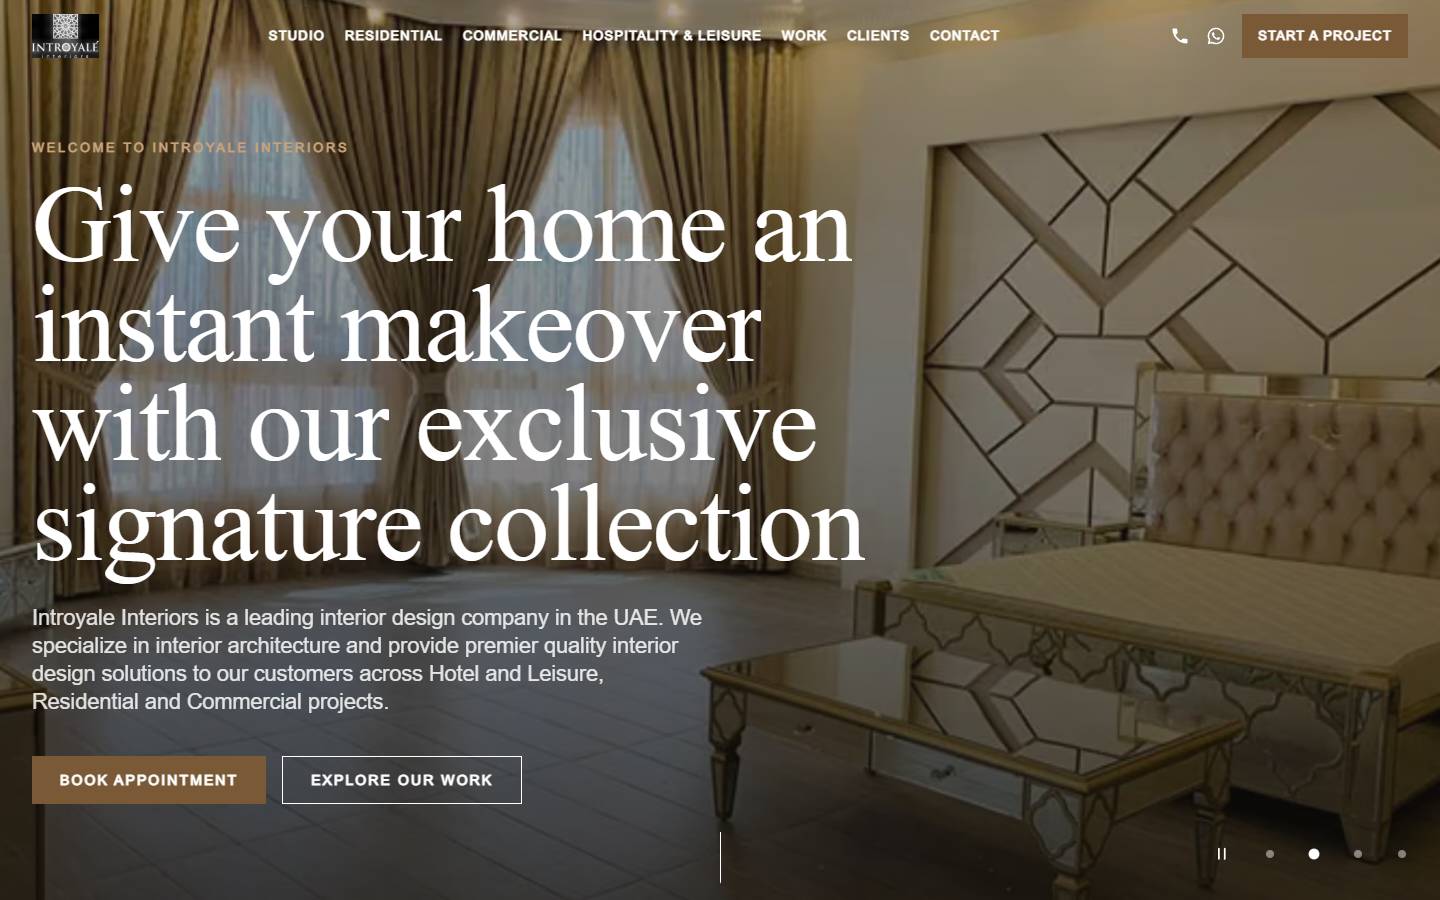 INTROYALE
interiors
STUDIO RESIDENTIAL COMMERCIAL HOSPITALITY & LEISURE WORK CLIENTS CONTACT
START A PROJECT
WELCOME TO INTROYALE INTERIORS
Give your home an
instant makeover
with our exclusive
signature collection
Introyale Interiors is a leading interior design company in the UAE. We
specialize in interior architecture and provide premier quality interior
design solutions to our customers across Hotel and Leisure,
Residential and Commercial projects.
BOOK APPOINTMENT
EXPLORE OUR WORK